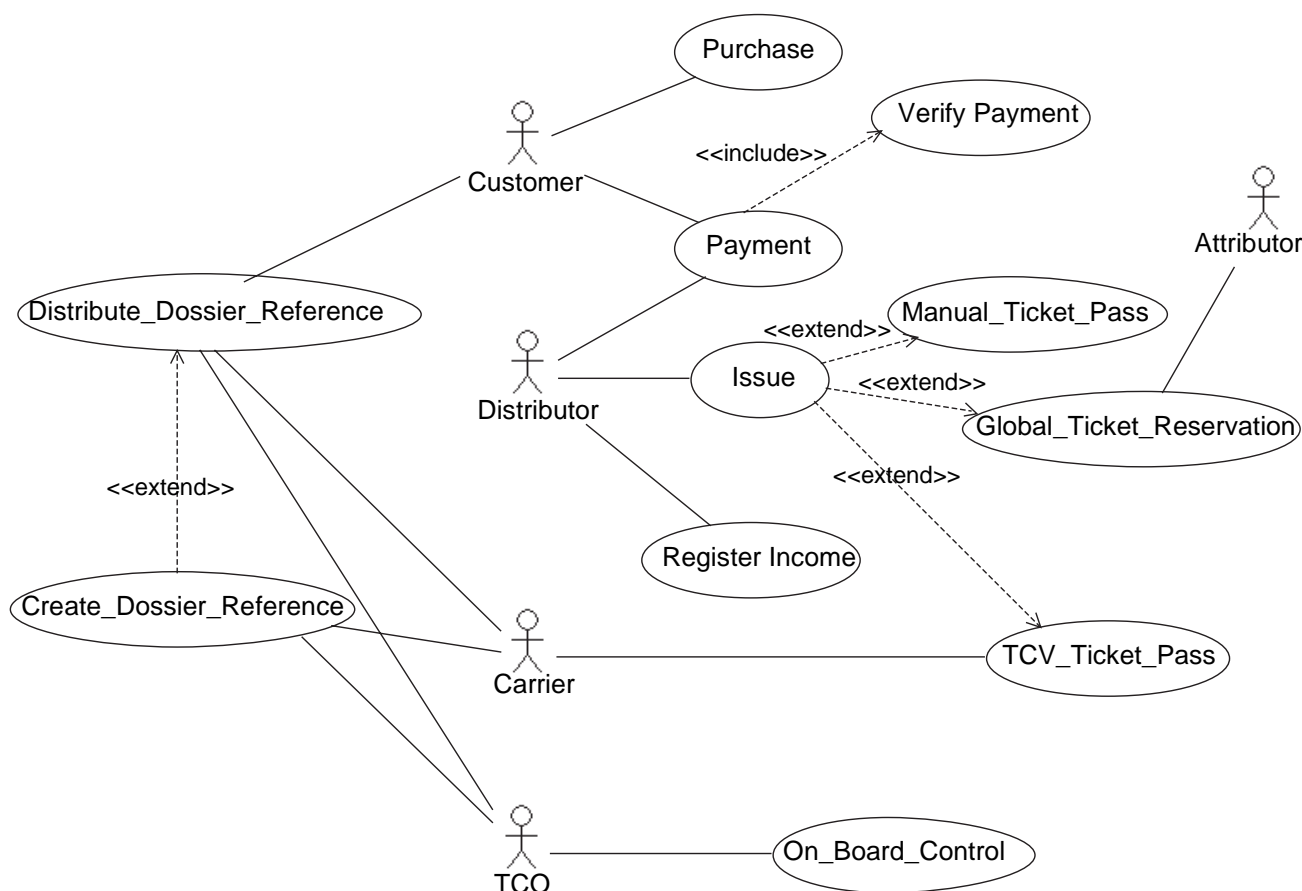 Purchase
Verify Payment
<<include>>
Customer
Attributor
Payment
Distribute_Dossier_Reference
Manual_Ticket_Pass
<<extend>>
Issue
<<extend>>
Distributor
Global_Ticket_Reservation
<<extend>>
<<extend>>
Register Income
Create_Dossier_Reference
TCV_Ticket_Pass
Carrier
On_Board_Control
TCO